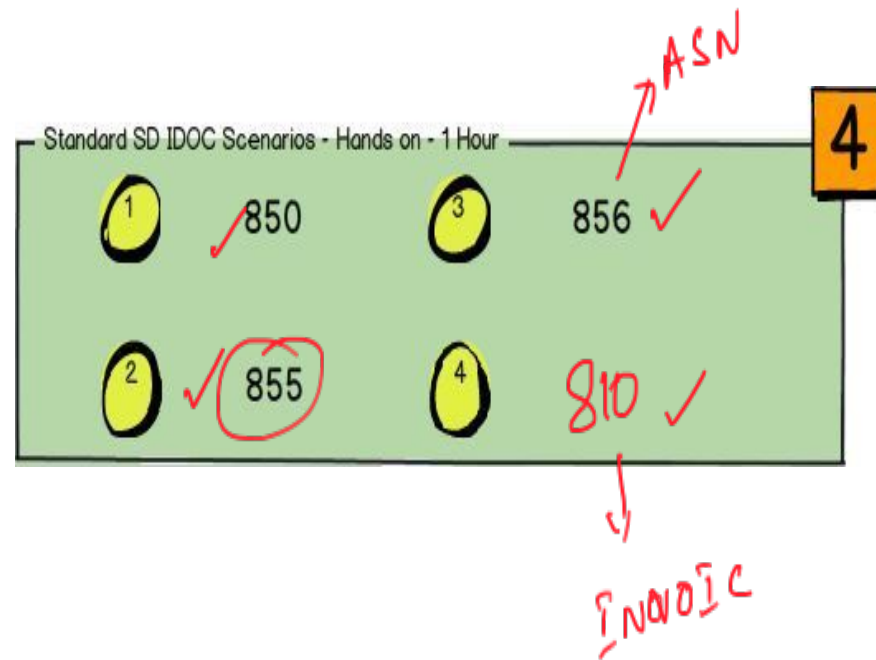 ASN
4
Standard SD IDOC Scenarios - Hands on - 1 Hour
1 850 3 856
2 855 4 810
INVOIC